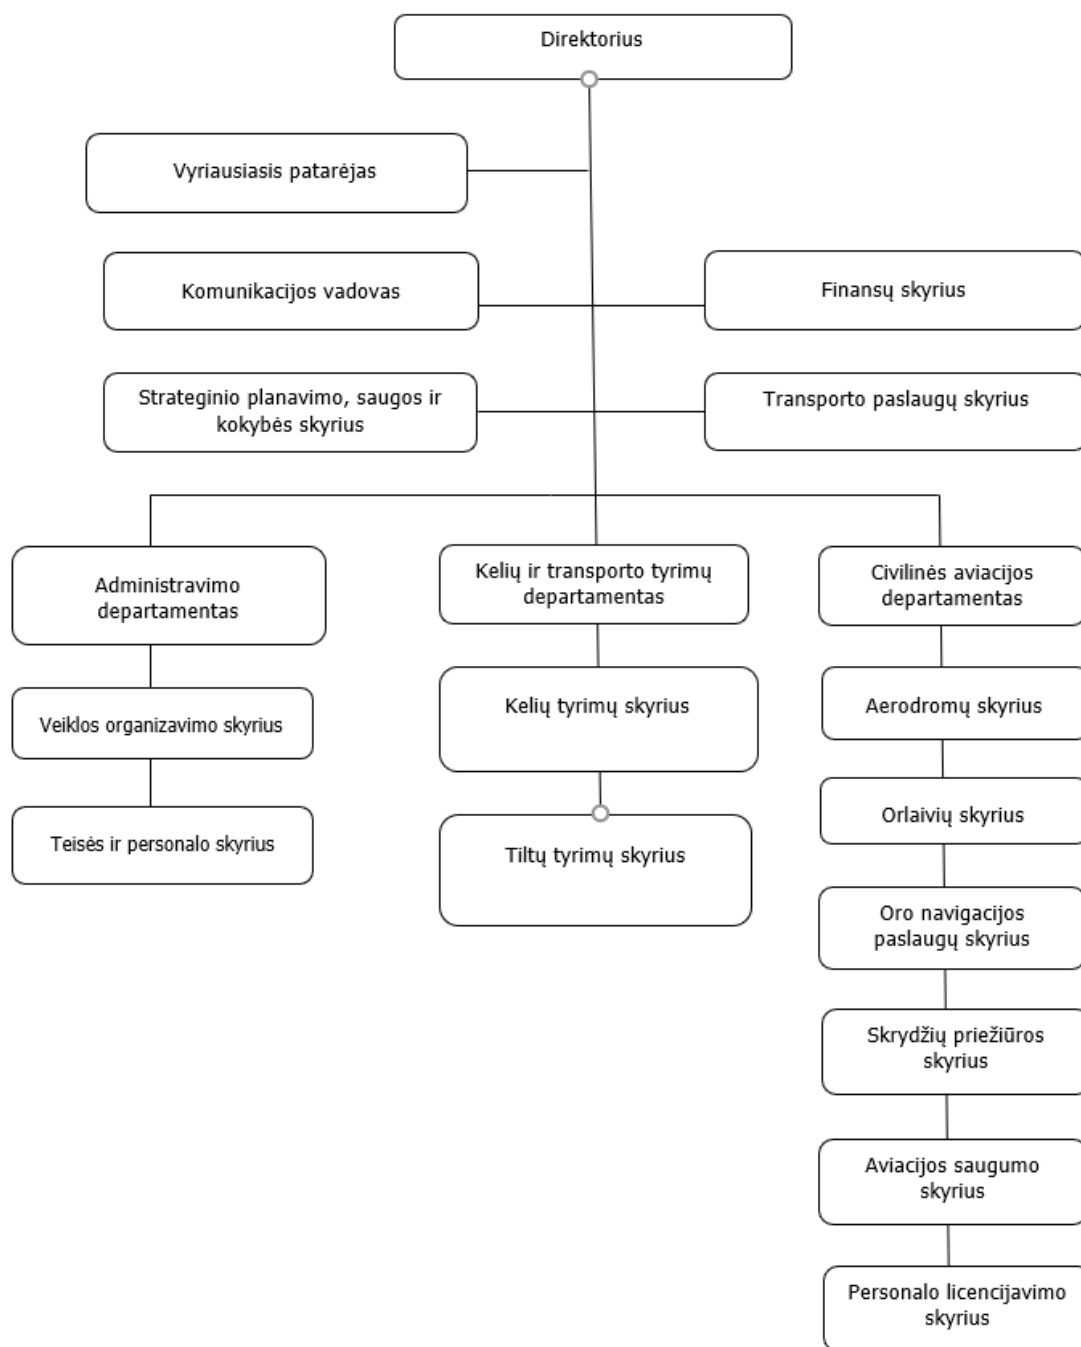 Direktorius
Vyriausiasis patarėjas
Komunikacijos vadovas
Finansų skyrius
Strateginio planavimo, saugos ir
kokybės skyrius
Transporto paslaugų skyrius
Administravimo
departamentas
Veiklos organizavimo skyrius
Teisės ir personalo skyrius
Kelių ir transporto tyrimų
departamentas
Kelių tyrimų skyrius
Tiltų tyrimų skyrius
Civilinės aviacijos
departamentas
Aerodromų skyrius
Orlaivių skyrius
Oro navigacijos
paslaugų skyrius
Skrydžių priežiūros
skyrius
Aviacijos saugumo
skyrius
Personalo licencijavimo
skyrius